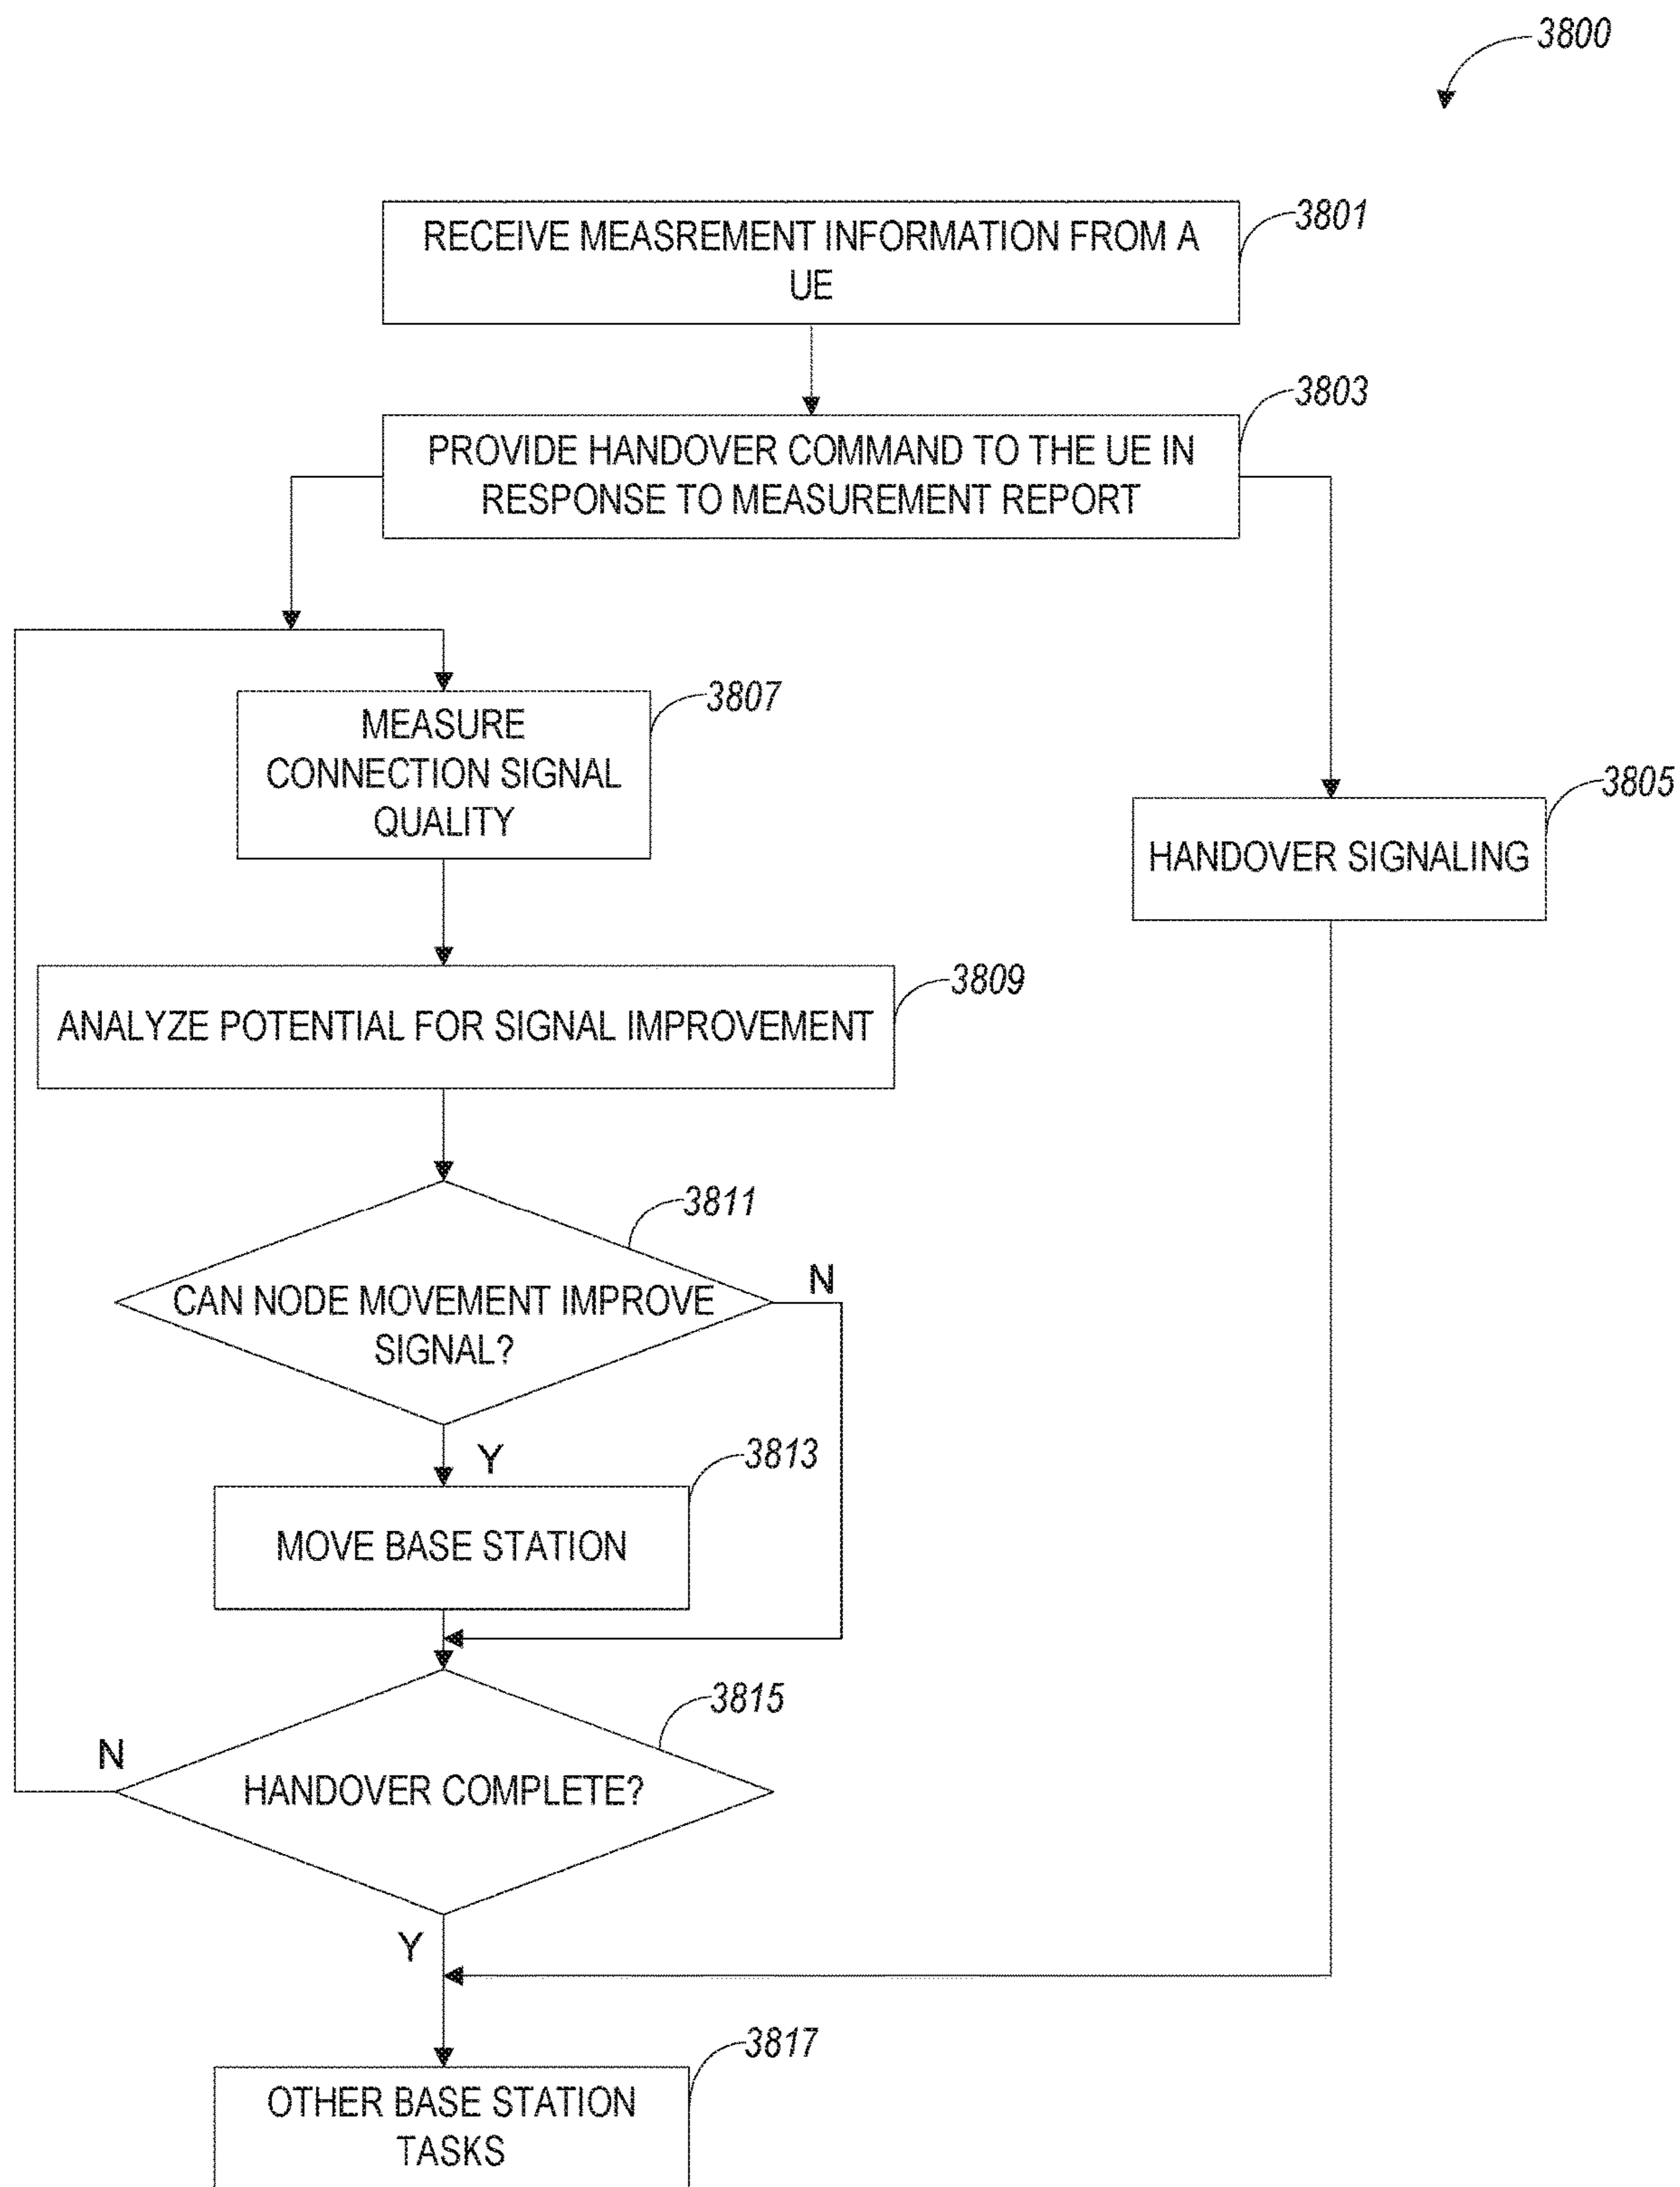 3800
RECEIVE MEASREMENT INFORMATION FROM A
UE
3801
PROVIDE HANDOVER COMMAND TO THE UE IN
RESPONSE TO MEASUREMENT REPORT
3803
MEASURE
CONNECTION SIGNAL
QUALITY
3807
HANDOVER SIGNALING
3805
ANALYZE POTENTIAL FOR SIGNAL IMPROVEMENT
3809
CAN NODE MOVEMENT IMPROVE
SIGNAL?
3811
N
Y
MOVE BASE STATION
3813
HANDOVER COMPLETE?
3815
N
Y
OTHER BASE STATION
TASKS
3817